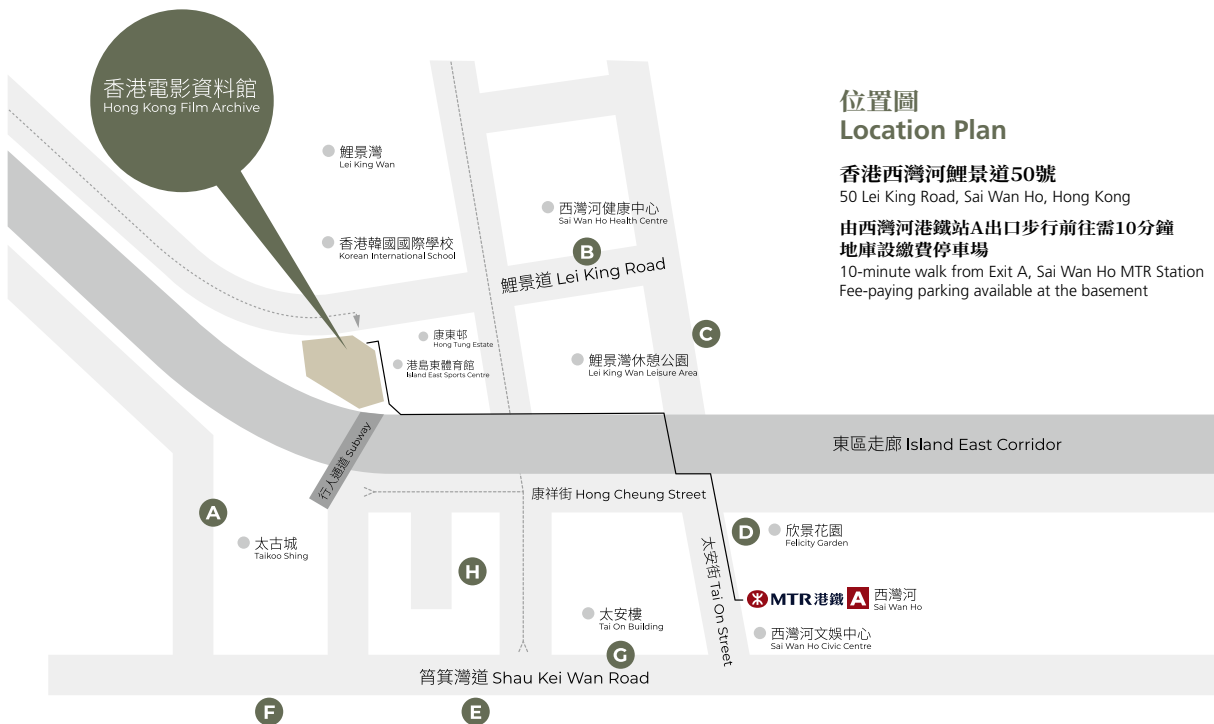 香港電影資料館
Hong Kong Film Archive
位置圖
Location Plan
香港西灣河鯉景道50號
50 Lei King Road, Sai Wan Ho, Hong Kong
由西灣河港鐵站A出口步行前往需10分鐘
地庫設繳費停車場
10-minute walk from Exit A, Sai Wan Ho MTR Station
Fee-paying parking available at the basement
鯉景灣
Lei King Wan
西灣河健康中心
Sai Wan Ho Health Centre
香港韓國國際學校
Korean International School
B
鯉景道 Lei King Road
康東邨
Hong Tung Estate
C
港島東體育館
Island East Sports Centre
鯉景灣休憩公園
Lei King Wan Leisure Area
東區走廊 Island East Corridor
行人通道 Subway
康祥街 Hong Cheung Street
A
太古城
Taikoo Shing
D
欣景花園
Felicity Garden
H
太安街 Tai On Street
MTR 港鐵 A 西灣河
Sai Wan Ho
太安樓
Tai On Building
西灣河文娛中心
Sai Wan Ho Civic Centre
G
筲箕灣道 Shau Kei Wan Road
F
E